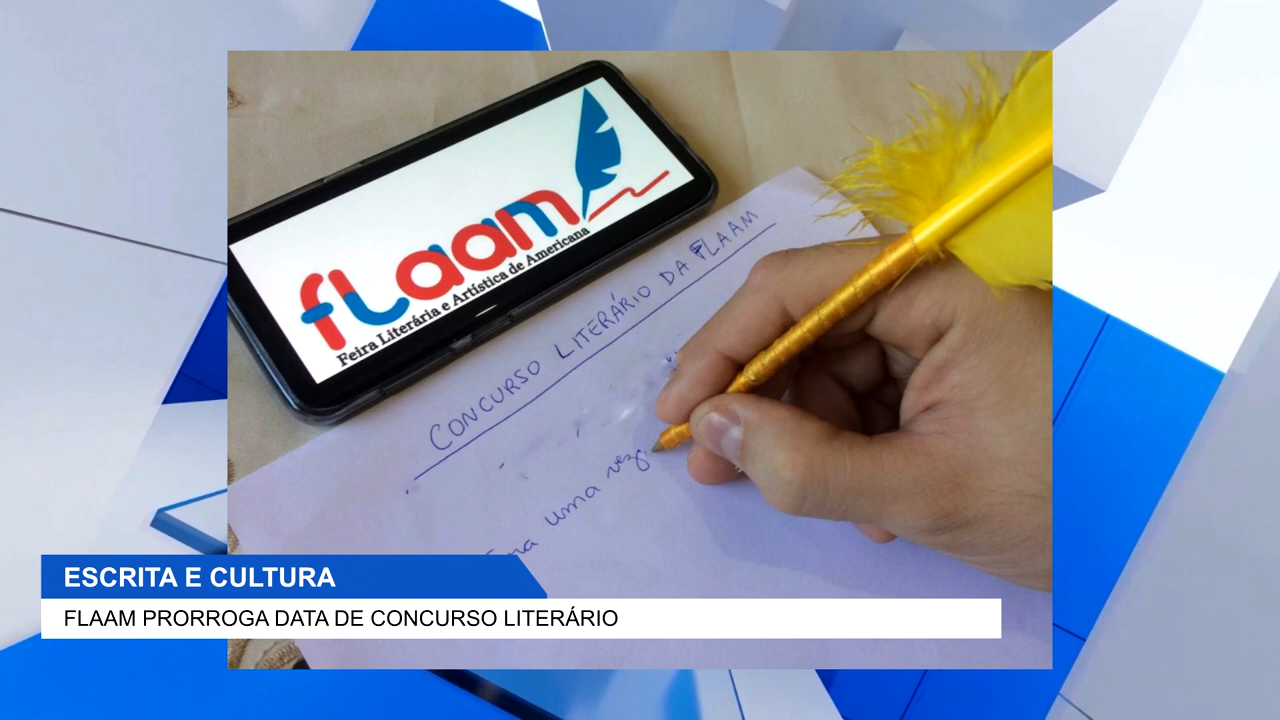 flaam
Feira Literária e Artística de Americana
CONCURSO LITERÁRIO DA FLAAM
uma vez
ESCRITA E CULTURA
FLAAM PRORROGA DATA DE CONCURSO LITERÁRIO